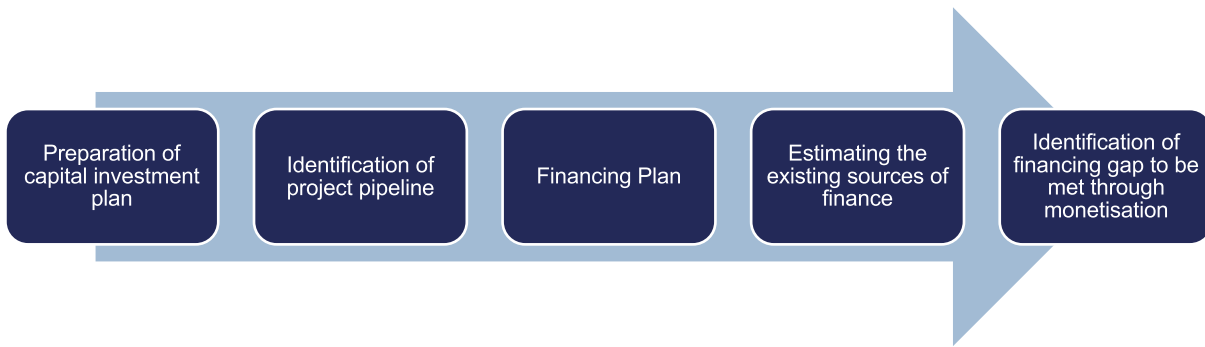 Preparation of
capital investment
plan
Identification of
project pipeline
Financing Plan
Estimating the
existing sources of
finance
Identification of
financing gap to be
met through
monetisation